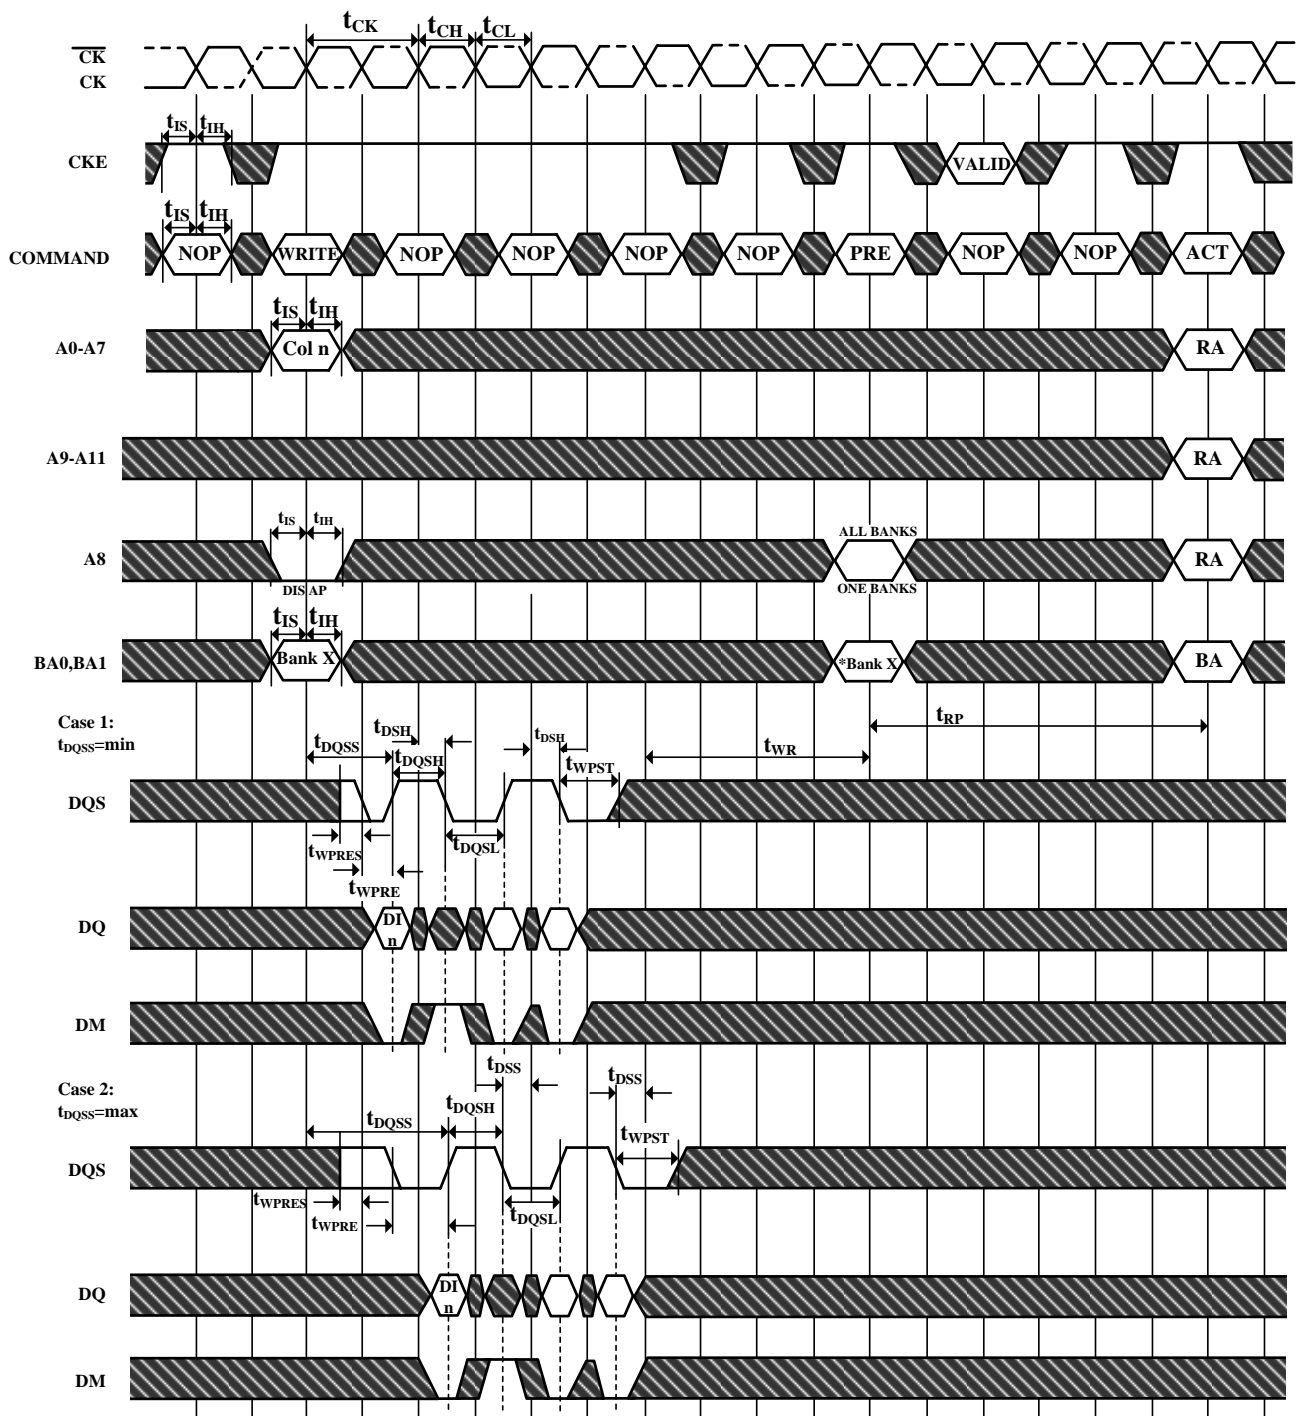 tCK tCH tCL
CK
CK
tIS tIH
CKE VALID
tIS tIH
COMMAND NOP WRITE NOP NOP NOP NOP PRE NOP NOP ACT
tIS tIH
A0-A7 Col n RA
A9-A11 RA
tIS tIH ALL BANKS
A8 RA
DIS AP ONE BANKS
tIS tIH
BA0,BA1 Bank X *Bank X BA
Case 1:
tDQSS=min
tDSH tDSH tRP
tDQSS tDQSH tWPST tWR
DQS
tWPRES tDQSL
tWPRE
DQ DI
n
DM
tDSS tDSS
Case 2:
tDQSS=max
tDQSS tDQSH tWPST
DQS
tWPRES tDQSL
tWPRE
DQ DI
n
DM